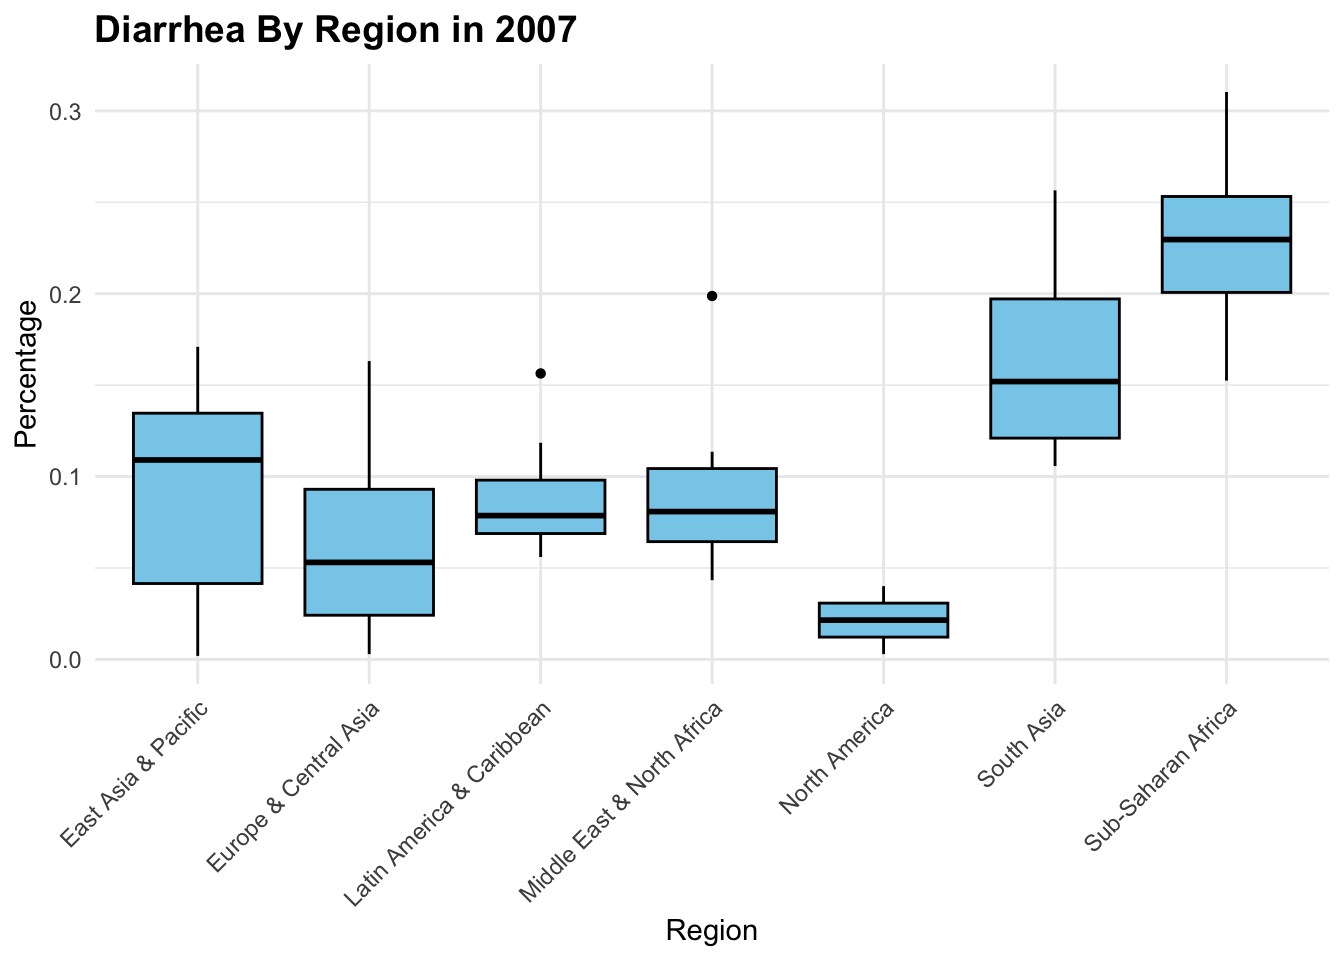 Diarrhea By Region in 2007
Percentage
0.3
0.2
0.1
0.0
East Asia & Pacific
Europe & Central Asia
Latin America & Caribbean
Middle East & North Africa
North America
South Asia
Sub-Saharan Africa
Region